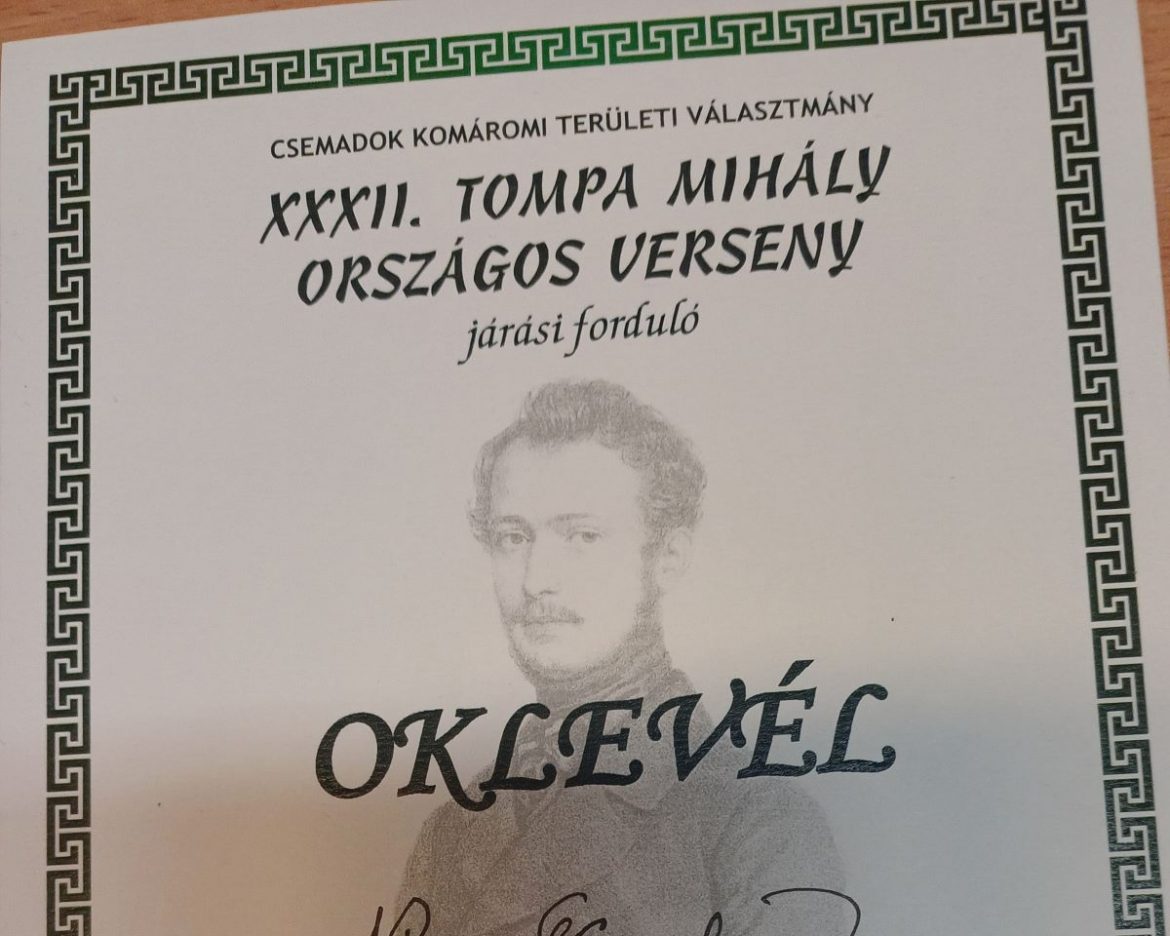 CSEMADOK KOMÁROMI TERÜLETI VÁLASZTMÁNY
XXXII. TOMPA MIHÁLY
ORSZÁGOS VERSENY
járási forduló
OKLEVÉL